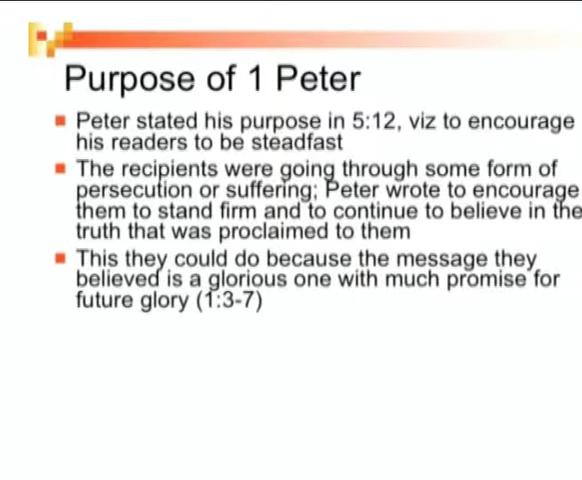 Purpose of 1 Peter
Peter stated his purpose in 5:12, viz to encourage
his readers to be steadfast
The recipients were going through some form of
persecution or suffering; Peter wrote to encourage
them to stand firm and to continue to believe in the
truth that was proclaimed to them
This they could do because the message they
believed is a glorious one with much promise for
future glory (1:3-7)